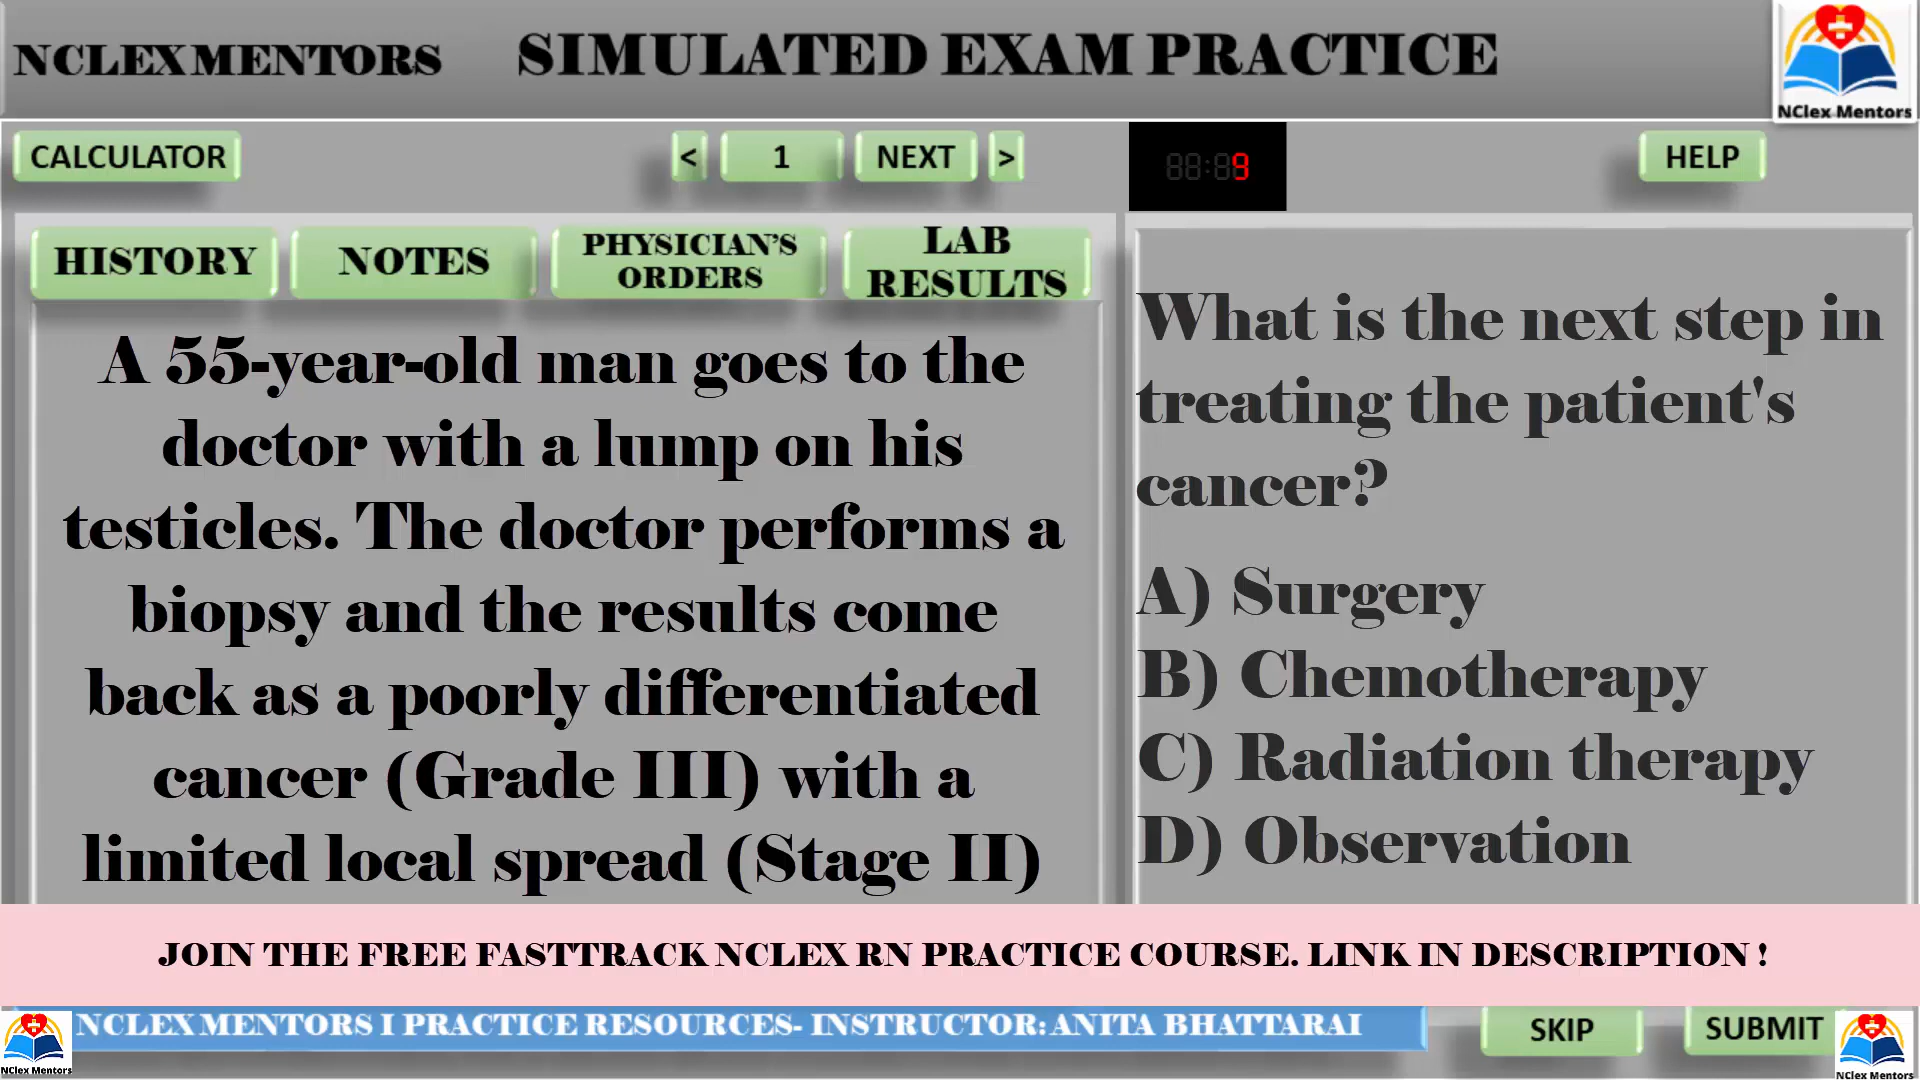 NCLEX MENTORS
SIMULATED EXAM PRACTICE
NClex Mentors
CALCULATOR
<
1
NEXT
>
9
HELP
HISTORY
NOTES
PHYSICIAN'S
ORDERS
LAB
RESULTS
A 55-year-old man goes to the
doctor with a lump on his
testicles. The doctor performs a
biopsy and the results come
back as a poorly differentiated
cancer (Grade III) with a
limited local spread (Stage II)
What is the next step in
treating the patient's
cancer?
A) Surgery
B) Chemotherapy
C) Radiation therapy
D) Observation
JOIN THE FREE FASTTRACK NCLEX RN PRACTICE COURSE. LINK IN DESCRIPTION !
NClex Mentors
NCLEX MENTORS I PRACTICE RESOURCES- INSTRUCTOR: ANITA BHATTARAI
SKIP
SUBMIT
NClex Mentors